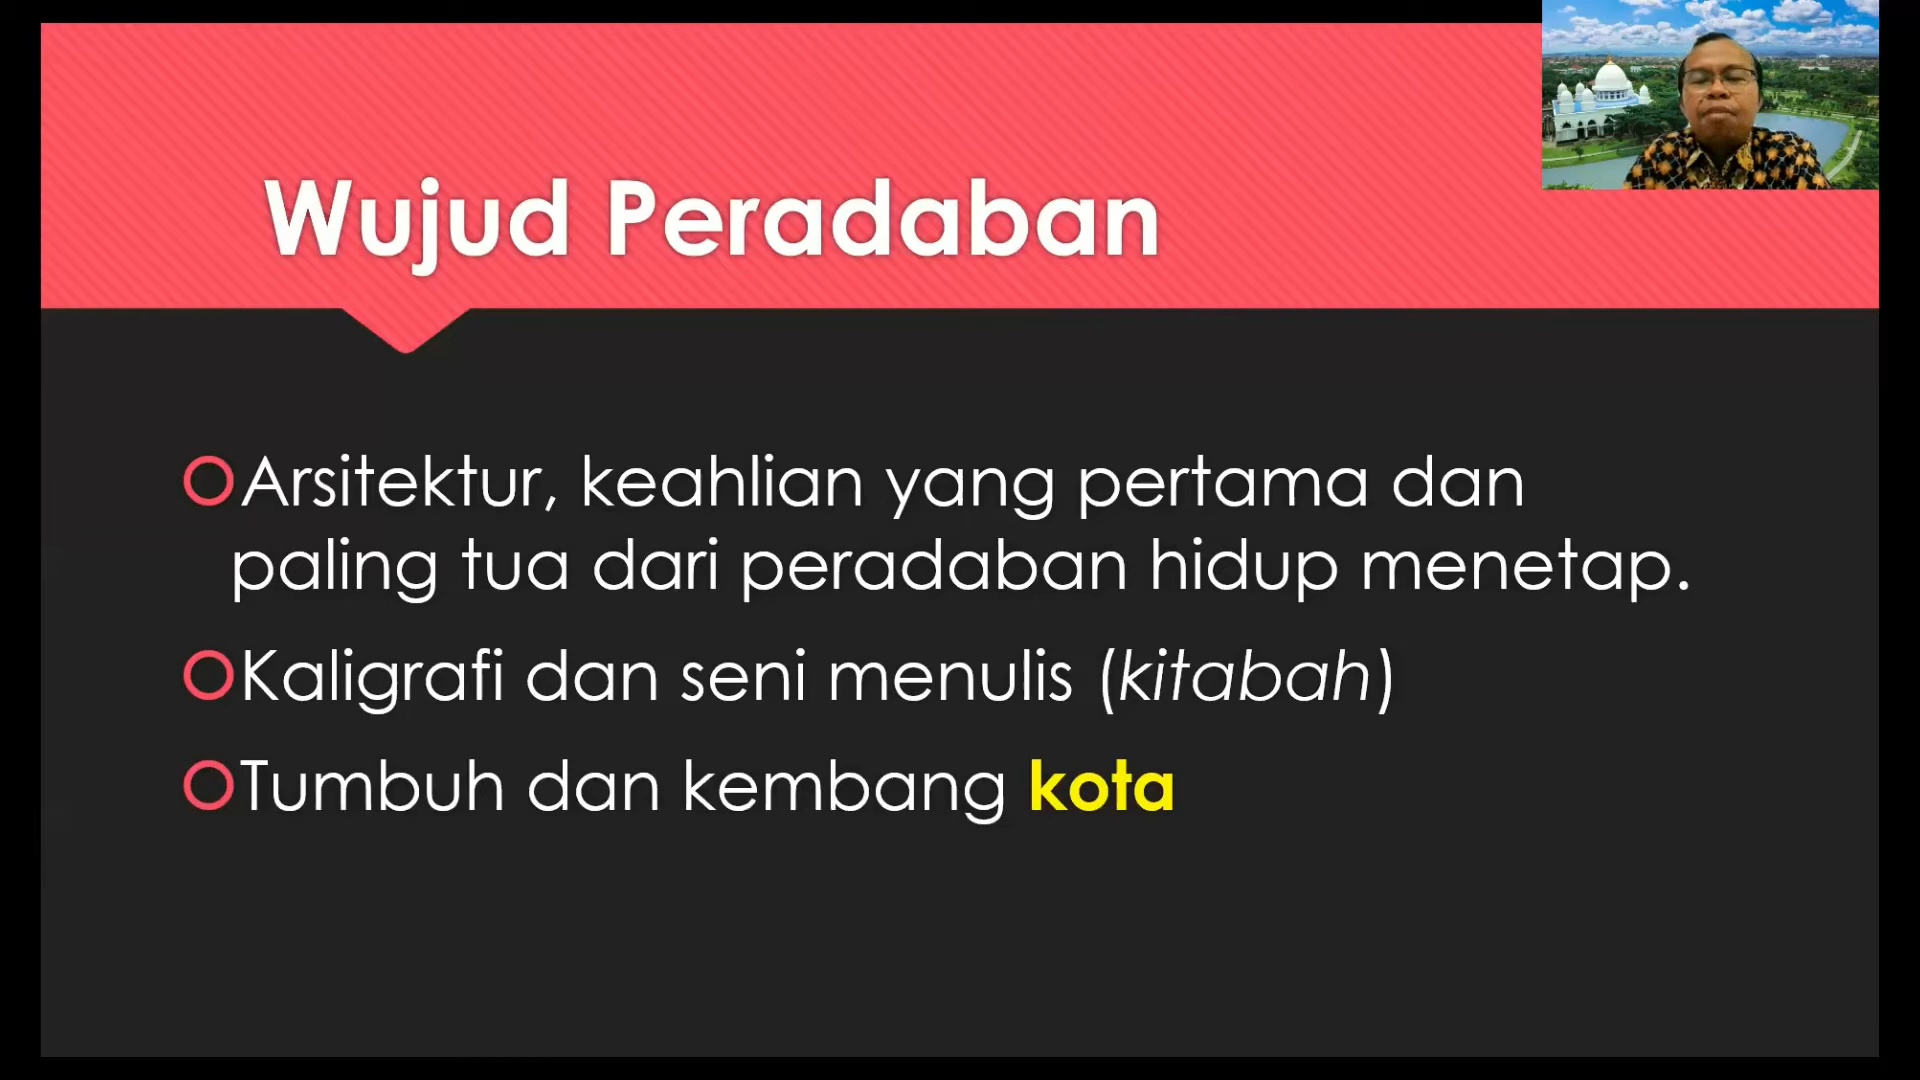 Wujud Peradaban
Arsitektur, keahlian yang pertama dan
paling tua dari peradaban hidup menetap.
Kaligrafi dan seni menulis (kitabah)
Tumbuh dan kembang kota